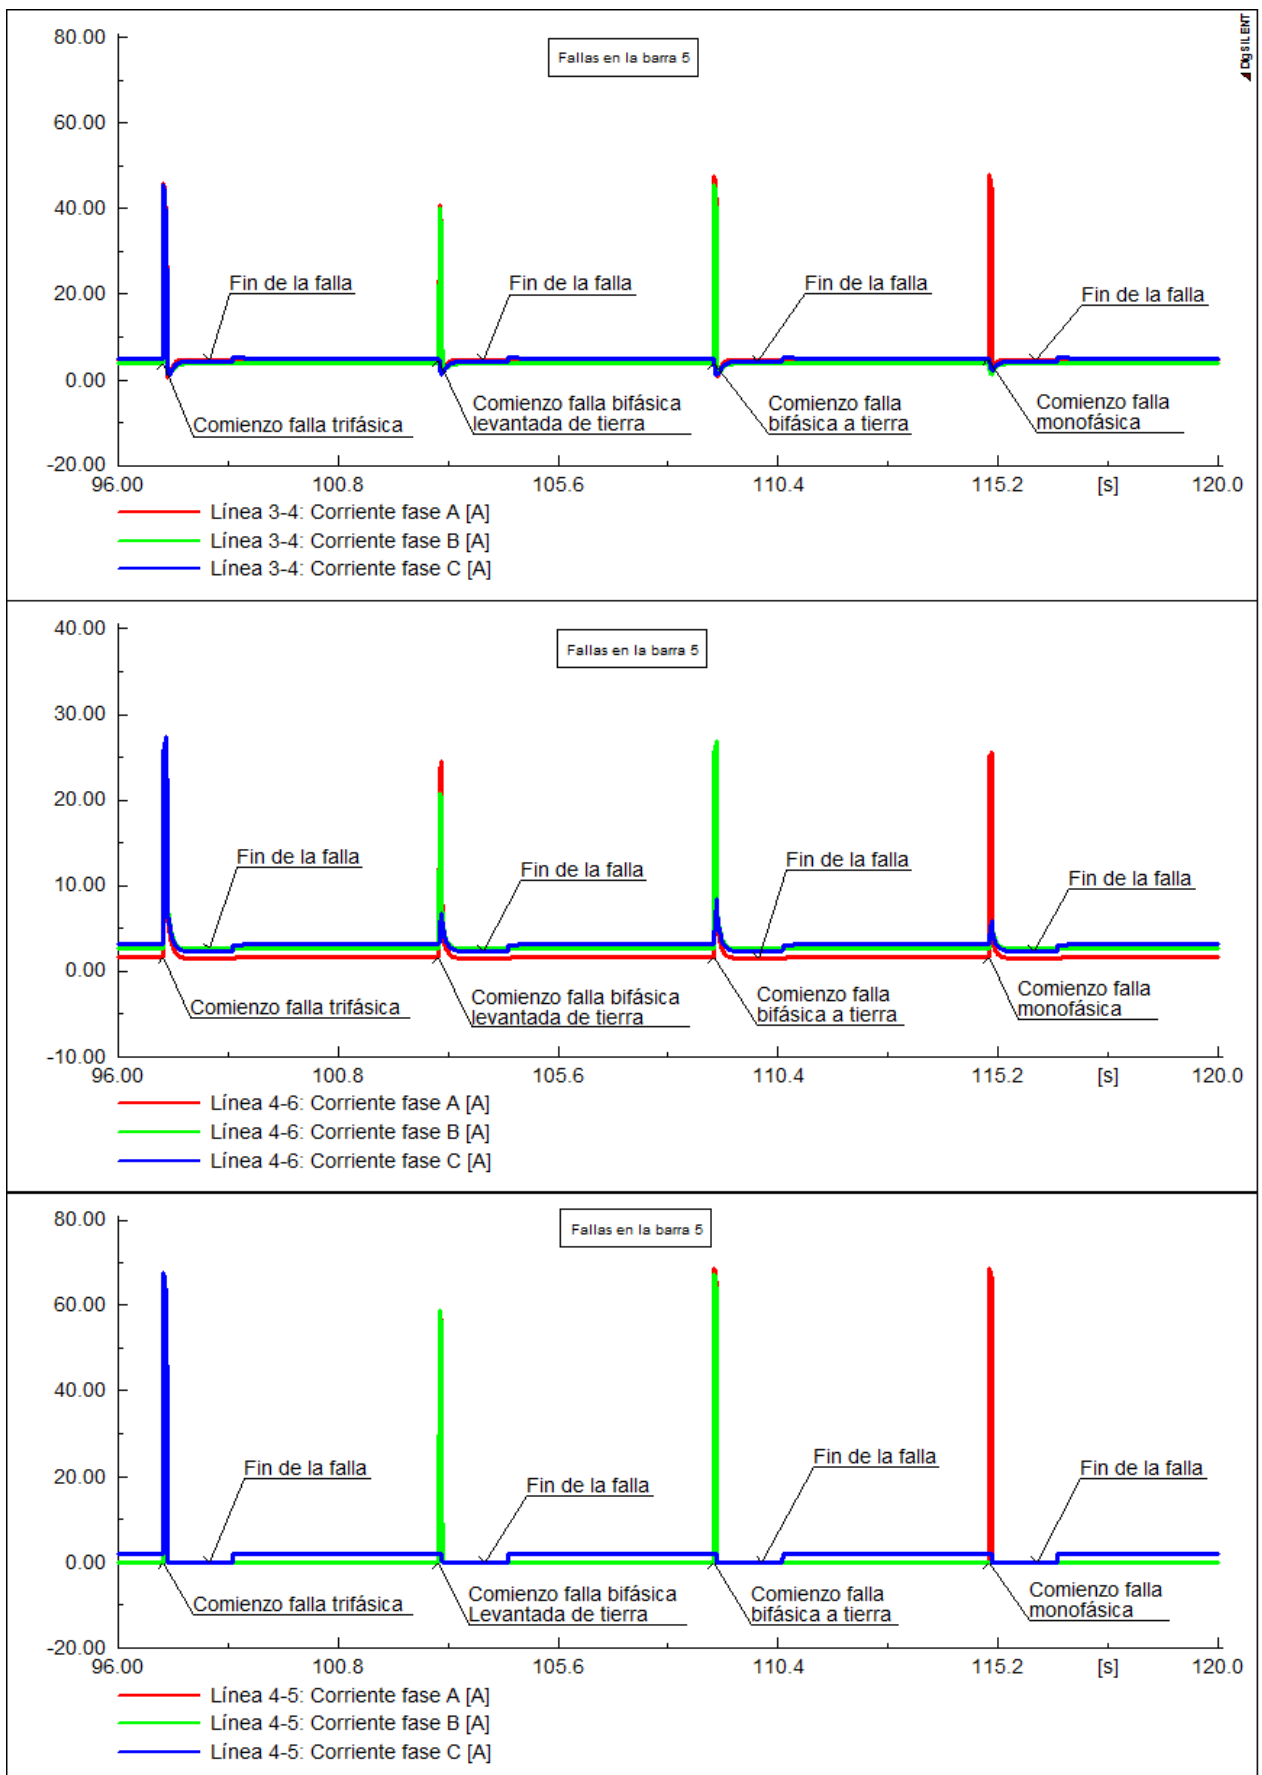 DIgSILENT
Fallas en la barra 5
80.00
60.00
40.00
20.00
0.00
-20.00
Fin de la falla
Fin de la falla
Fin de la falla
Fin de la falla
Comienzo falla trifásica
Comienzo falla bifásica
levantada de tierra
Comienzo falla
bifásica a tierra
Comienzo falla
monofásica
96.00 100.8 105.6 110.4 115.2 [s] 120.0
Línea 3-4: Corriente fase A [A]
Línea 3-4: Corriente fase B [A]
Línea 3-4: Corriente fase C [A]
Fallas en la barra 5
40.00
30.00
20.00
10.00
0.00
-10.00
Fin de la falla
Fin de la falla
Fin de la falla
Fin de la falla
Comienzo falla trifásica
Comienzo falla bifásica
levantada de tierra
Comienzo falla
bifásica a tierra
Comienzo falla
monofásica
96.00 100.8 105.6 110.4 115.2 [s] 120.0
Línea 4-6: Corriente fase A [A]
Línea 4-6: Corriente fase B [A]
Línea 4-6: Corriente fase C [A]
Fallas en la barra 5
80.00
60.00
40.00
20.00
0.00
-20.00
Fin de la falla
Fin de la falla
Fin de la falla
Fin de la falla
Comienzo falla trifásica
Comienzo falla bifásica
Levantada de tierra
Comienzo falla
bifásica a tierra
Comienzo falla
monofásica
96.00 100.8 105.6 110.4 115.2 [s] 120.0
Línea 4-5: Corriente fase A [A]
Línea 4-5: Corriente fase B [A]
Línea 4-5: Corriente fase C [A]